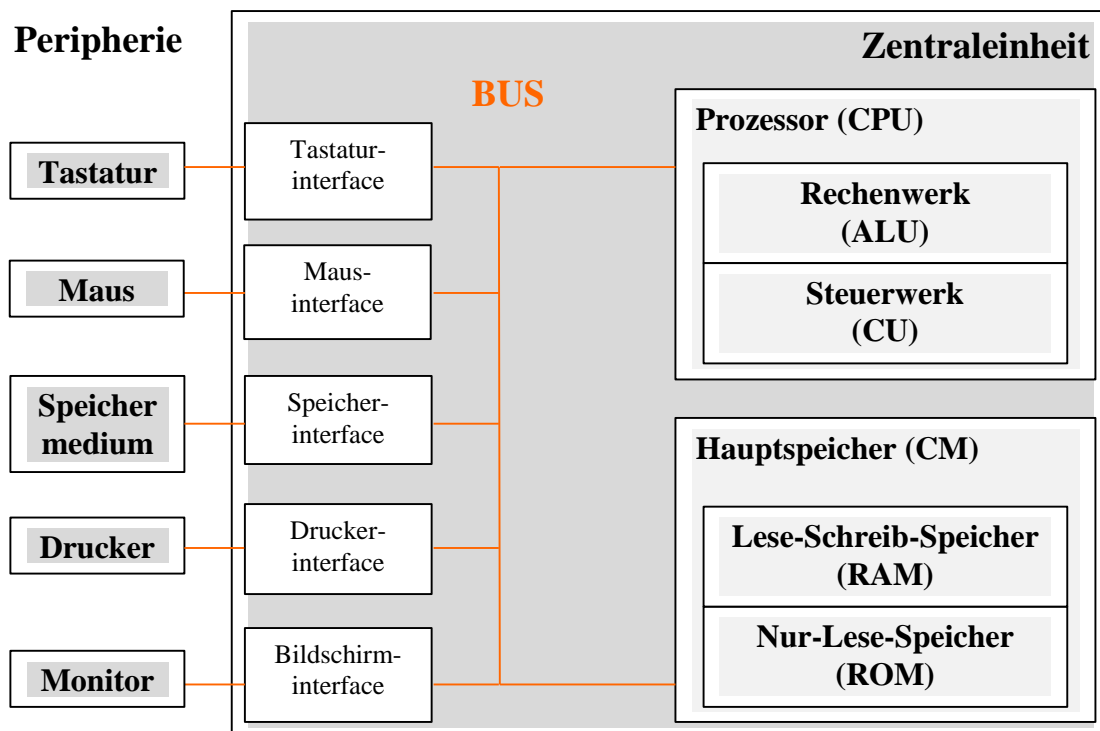 Peripherie
Zentraleinheit
BUS
Tastatur
Tastatur-
interface
Maus
Maus-
interface
Speicher
medium
Speicher-
interface
Drucker
Drucker-
interface
Monitor
Bildschirm-
interface
Prozessor (CPU)
Rechenwerk
(ALU)
Steuerwerk
(CU)
Hauptspeicher (CM)
Lese-Schreib-Speicher
(RAM)
Nur-Lese-Speicher
(ROM)